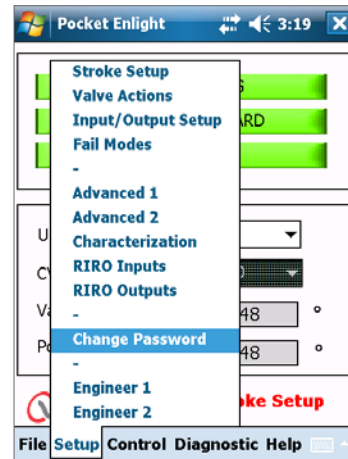 Pocket Enlight 3:19
Stroke Setup
Valve Actions
Input/Output Setup
Fail Modes
-
Advanced 1
Advanced 2
Characterization
RIRO Inputs
RIRO Outputs
-
Change Password
-
Engineer 1
Engineer 2
ARD
48 °
48 °
oke Setup
File Setup Control Diagnostic Help